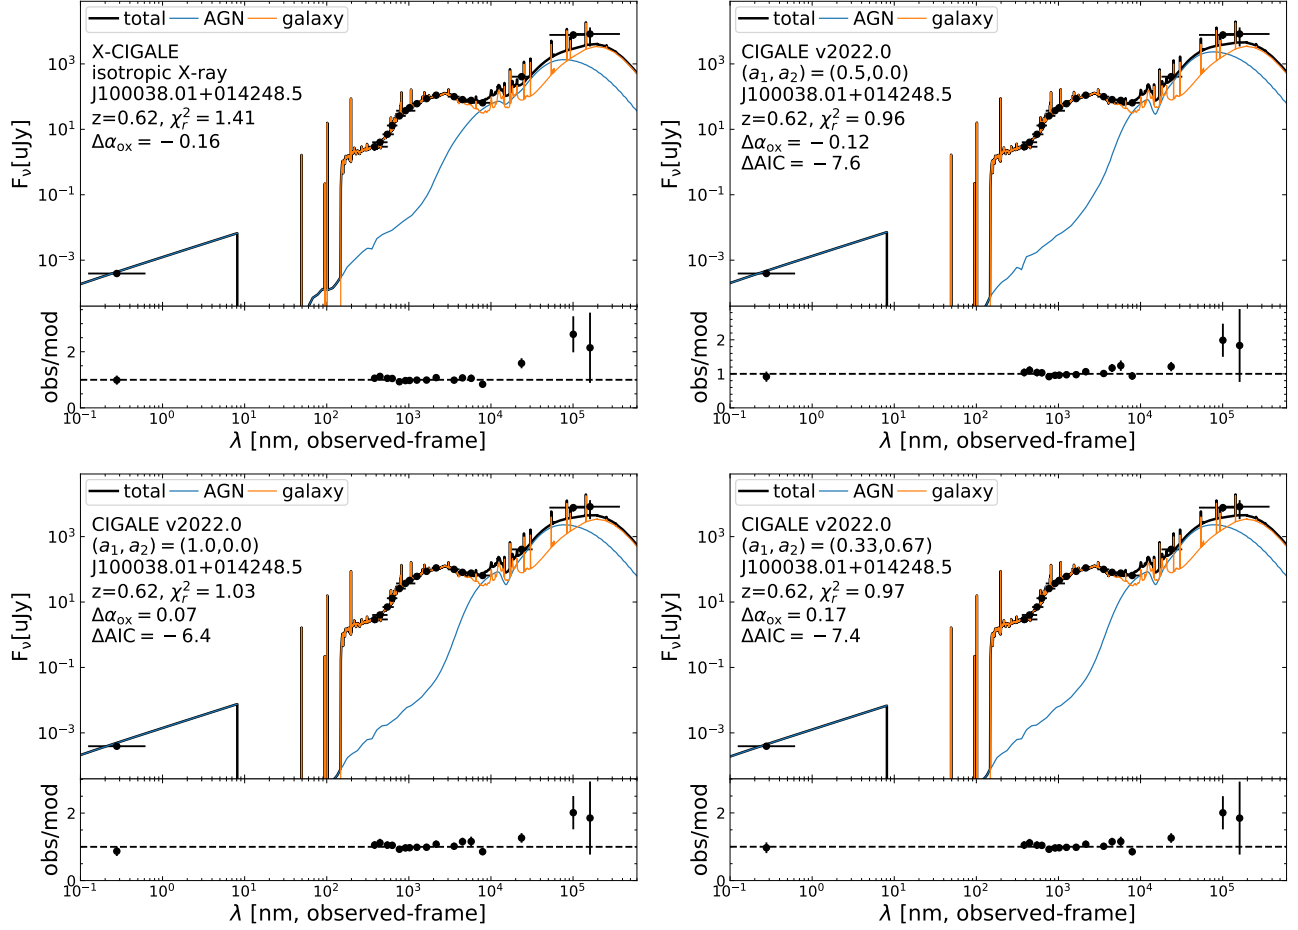 total AGN galaxy
X-CIGALE
isotropic X-ray
J100038.01+014248.5
z=0.62, χ²ᵣ = 1.41
Δαₒₓ = −0.16
F_ν[uJy]
10³
10¹
10⁻¹
10⁻³
obs/mod
2
0
10⁻¹ 10⁰ 10¹ 10² 10³ 10⁴ 10⁵
λ [nm, observed-frame]
total AGN galaxy
CIGALE v2022.0
(a₁, a₂) = (0.5,0.0)
J100038.01+014248.5
z=0.62, χ²ᵣ = 0.96
Δαₒₓ = −0.12
ΔAIC = −7.6
F_ν[uJy]
10³
10¹
10⁻¹
10⁻³
obs/mod
2
1
0
10⁻¹ 10⁰ 10¹ 10² 10³ 10⁴ 10⁵
λ [nm, observed-frame]
total AGN galaxy
CIGALE v2022.0
(a₁, a₂) = (1.0,0.0)
J100038.01+014248.5
z=0.62, χ²ᵣ = 1.03
Δαₒₓ = 0.07
ΔAIC = −6.4
F_ν[uJy]
10³
10¹
10⁻¹
10⁻³
obs/mod
2
0
10⁻¹ 10⁰ 10¹ 10² 10³ 10⁴ 10⁵
λ [nm, observed-frame]
total AGN galaxy
CIGALE v2022.0
(a₁, a₂) = (0.33,0.67)
J100038.01+014248.5
z=0.62, χ²ᵣ = 0.97
Δαₒₓ = 0.17
ΔAIC = −7.4
F_ν[uJy]
10³
10¹
10⁻¹
10⁻³
obs/mod
2
0
10⁻¹ 10⁰ 10¹ 10² 10³ 10⁴ 10⁵
λ [nm, observed-frame]